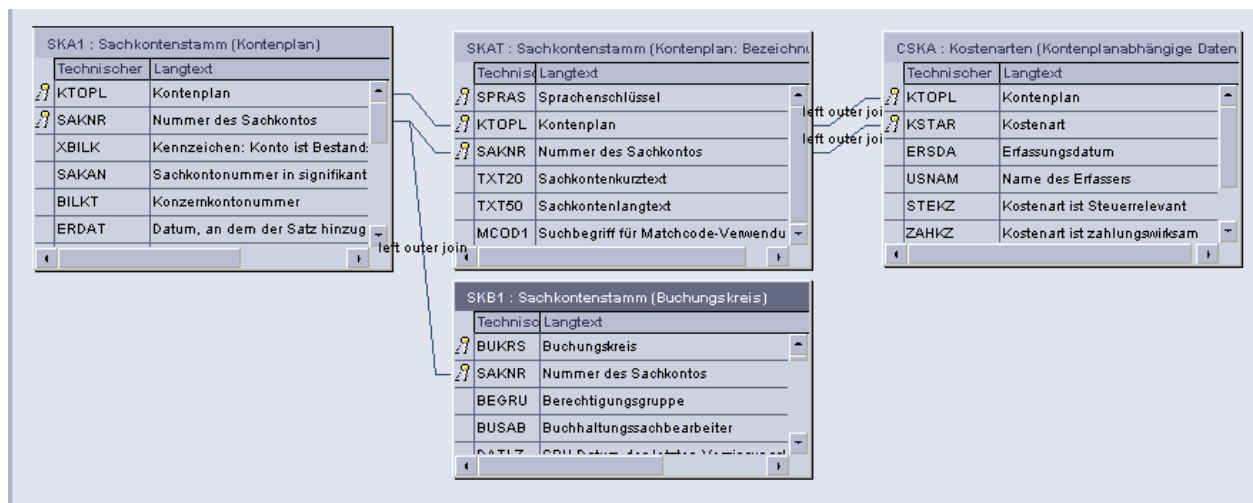 SKA1 : Sachkontenstamm (Kontenplan)
Technischer Langtext
KTOPL Kontenplan
SAKNR Nummer des Sachkontos
XBILK Kennzeichen: Konto ist Bestand
SAKAN Sachkontonummer in signifikant
BILKT Konzernkontonummer
ERDAT Datum, an dem der Satz hinzug
left outer join
SKAT : Sachkontenstamm (Kontenplan: Bezeichnu
Technisc Langtext
SPRAS Sprachenschlüssel
KTOPL Kontenplan
SAKNR Nummer des Sachkontos
TXT20 Sachkontenkurztext
TXT50 Sachkontenlangtext
MCOD1 Suchbegriff für Matchcode-Verwendu
left outer joi
left outer joi
CSKA : Kostenarten (Kontenplanabhängige Daten
Technischer Langtext
KTOPL Kontenplan
KSTAR Kostenart
ERSDA Erfassungsdatum
USNAM Name des Erfassers
STEKZ Kostenart ist Steuerrelevant
ZAHKZ Kostenart ist zahlungswirksam
SKB1 : Sachkontenstamm (Buchungskreis)
Technisc Langtext
BUKRS Buchungskreis
SAKNR Nummer des Sachkontos
BEGRU Berechtigungsgruppe
BUSAB Buchhaltungssachbearbeiter